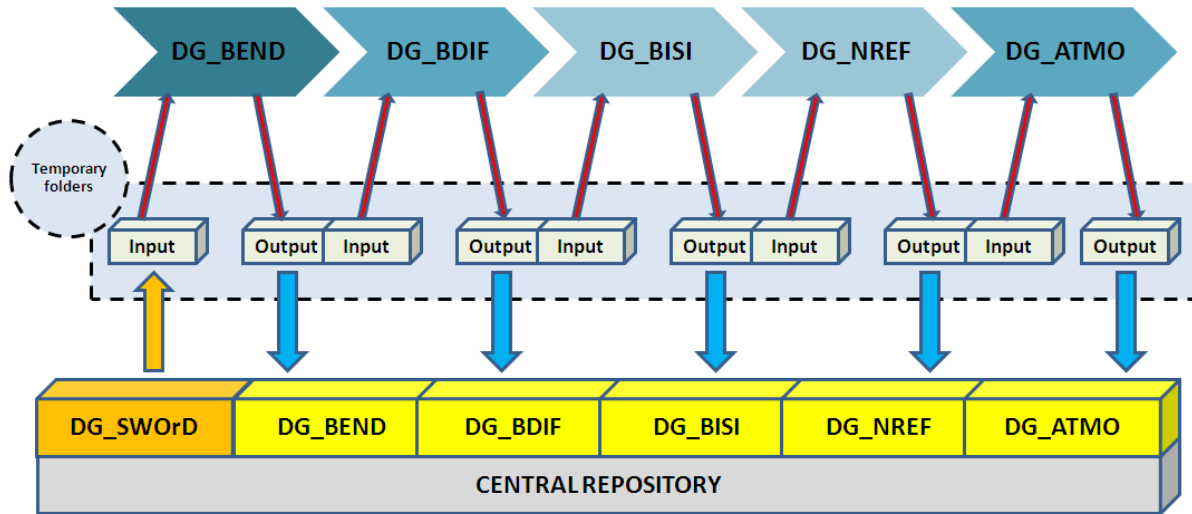 DG_BEND
DG_BDIF
DG_BISI
DG_NREF
DG_ATMO
Temporary
folders
Input
Output
Input
Output
Input
Output
Input
Output
Input
Output
DG_SWOrD
DG_BEND
DG_BDIF
DG_BISI
DG_NREF
DG_ATMO
CENTRAL REPOSITORY